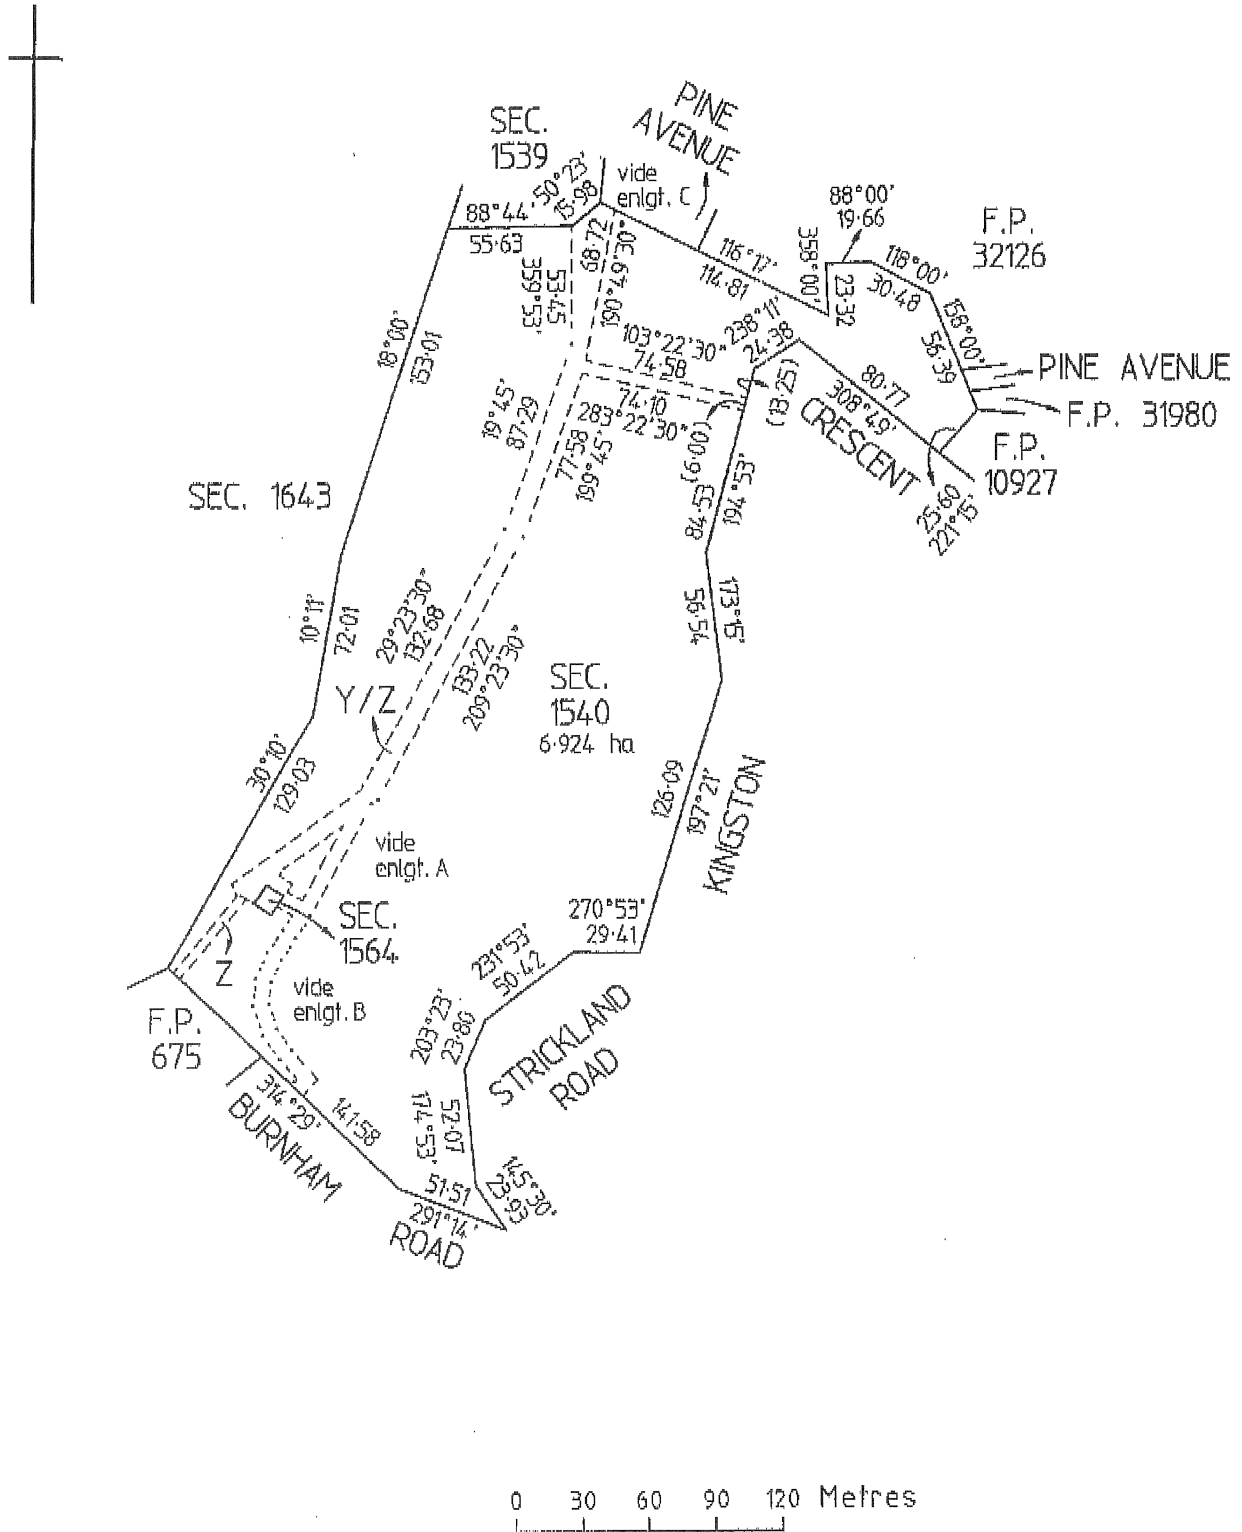 PINE
AVENUE
SEC.
1539
50°23'
15·98
vide
enlgt. C
88°44'
55·63
88°00'
19·66
F.P.
32126
116°17'
114·81
358°00'
23·32
118°00'
30·48
158°00'
56·39
68·72
190°49'30"
53·45
359°53'
103°22'30"
74·58
238°11'
24·38
(13·25)
80·77
308°49'
CRESCENT
PINE AVENUE
F.P. 31980
F.P.
10927
25·60
221°15'
18°00'
153·01
74·10
283°22'30"
(6·00)
19°45'
87·29
77·58
199°45'
84·53
194°53'
SEC. 1643
10°11'
72·01
29°23'30"
132·68
133·22
209°23'30"
173°15'
56·54
SEC.
1540
6·924 ha
Y/Z
30°10'
129·03
126·09
197°21'
KINGSTON
vide
enlgt. A
SEC.
1564
Z
270°53'
29·41
231°53'
50·42
vide
enlgt. B
F.P.
675
203°23'
23·86
STRICKLAND
ROAD
52·07
174°53'
314°29'
141·58
BURNHAM
ROAD
51·51
291°14'
145°30'
23·93
0 30 60 90 120 Metres